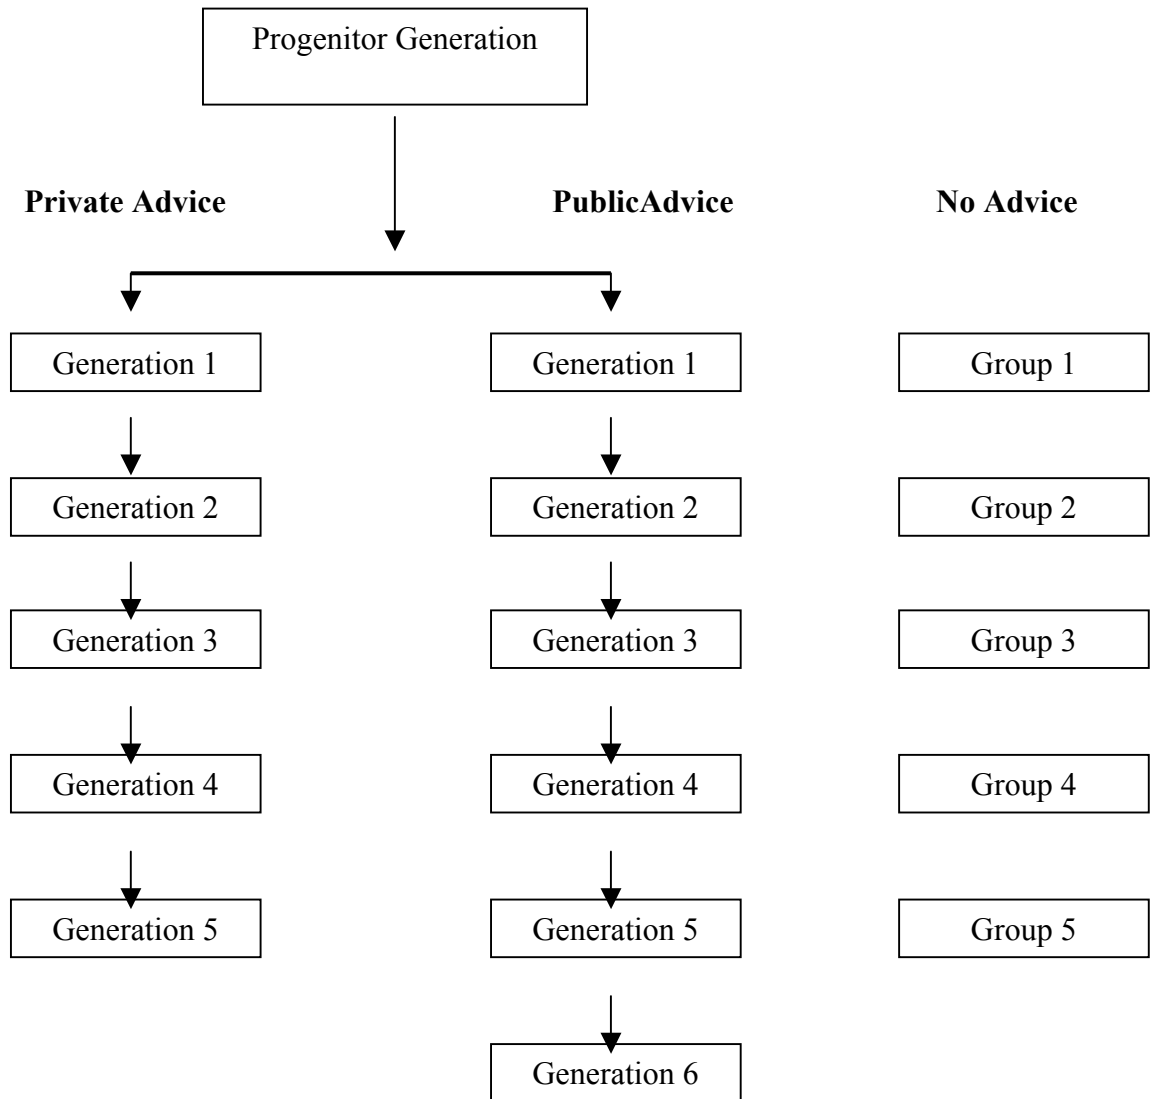 Progenitor Generation
Private Advice
PublicAdvice
No Advice
Generation 1
Generation 1
Group 1
Generation 2
Generation 2
Group 2
Generation 3
Generation 3
Group 3
Generation 4
Generation 4
Group 4
Generation 5
Generation 5
Group 5
Generation 6